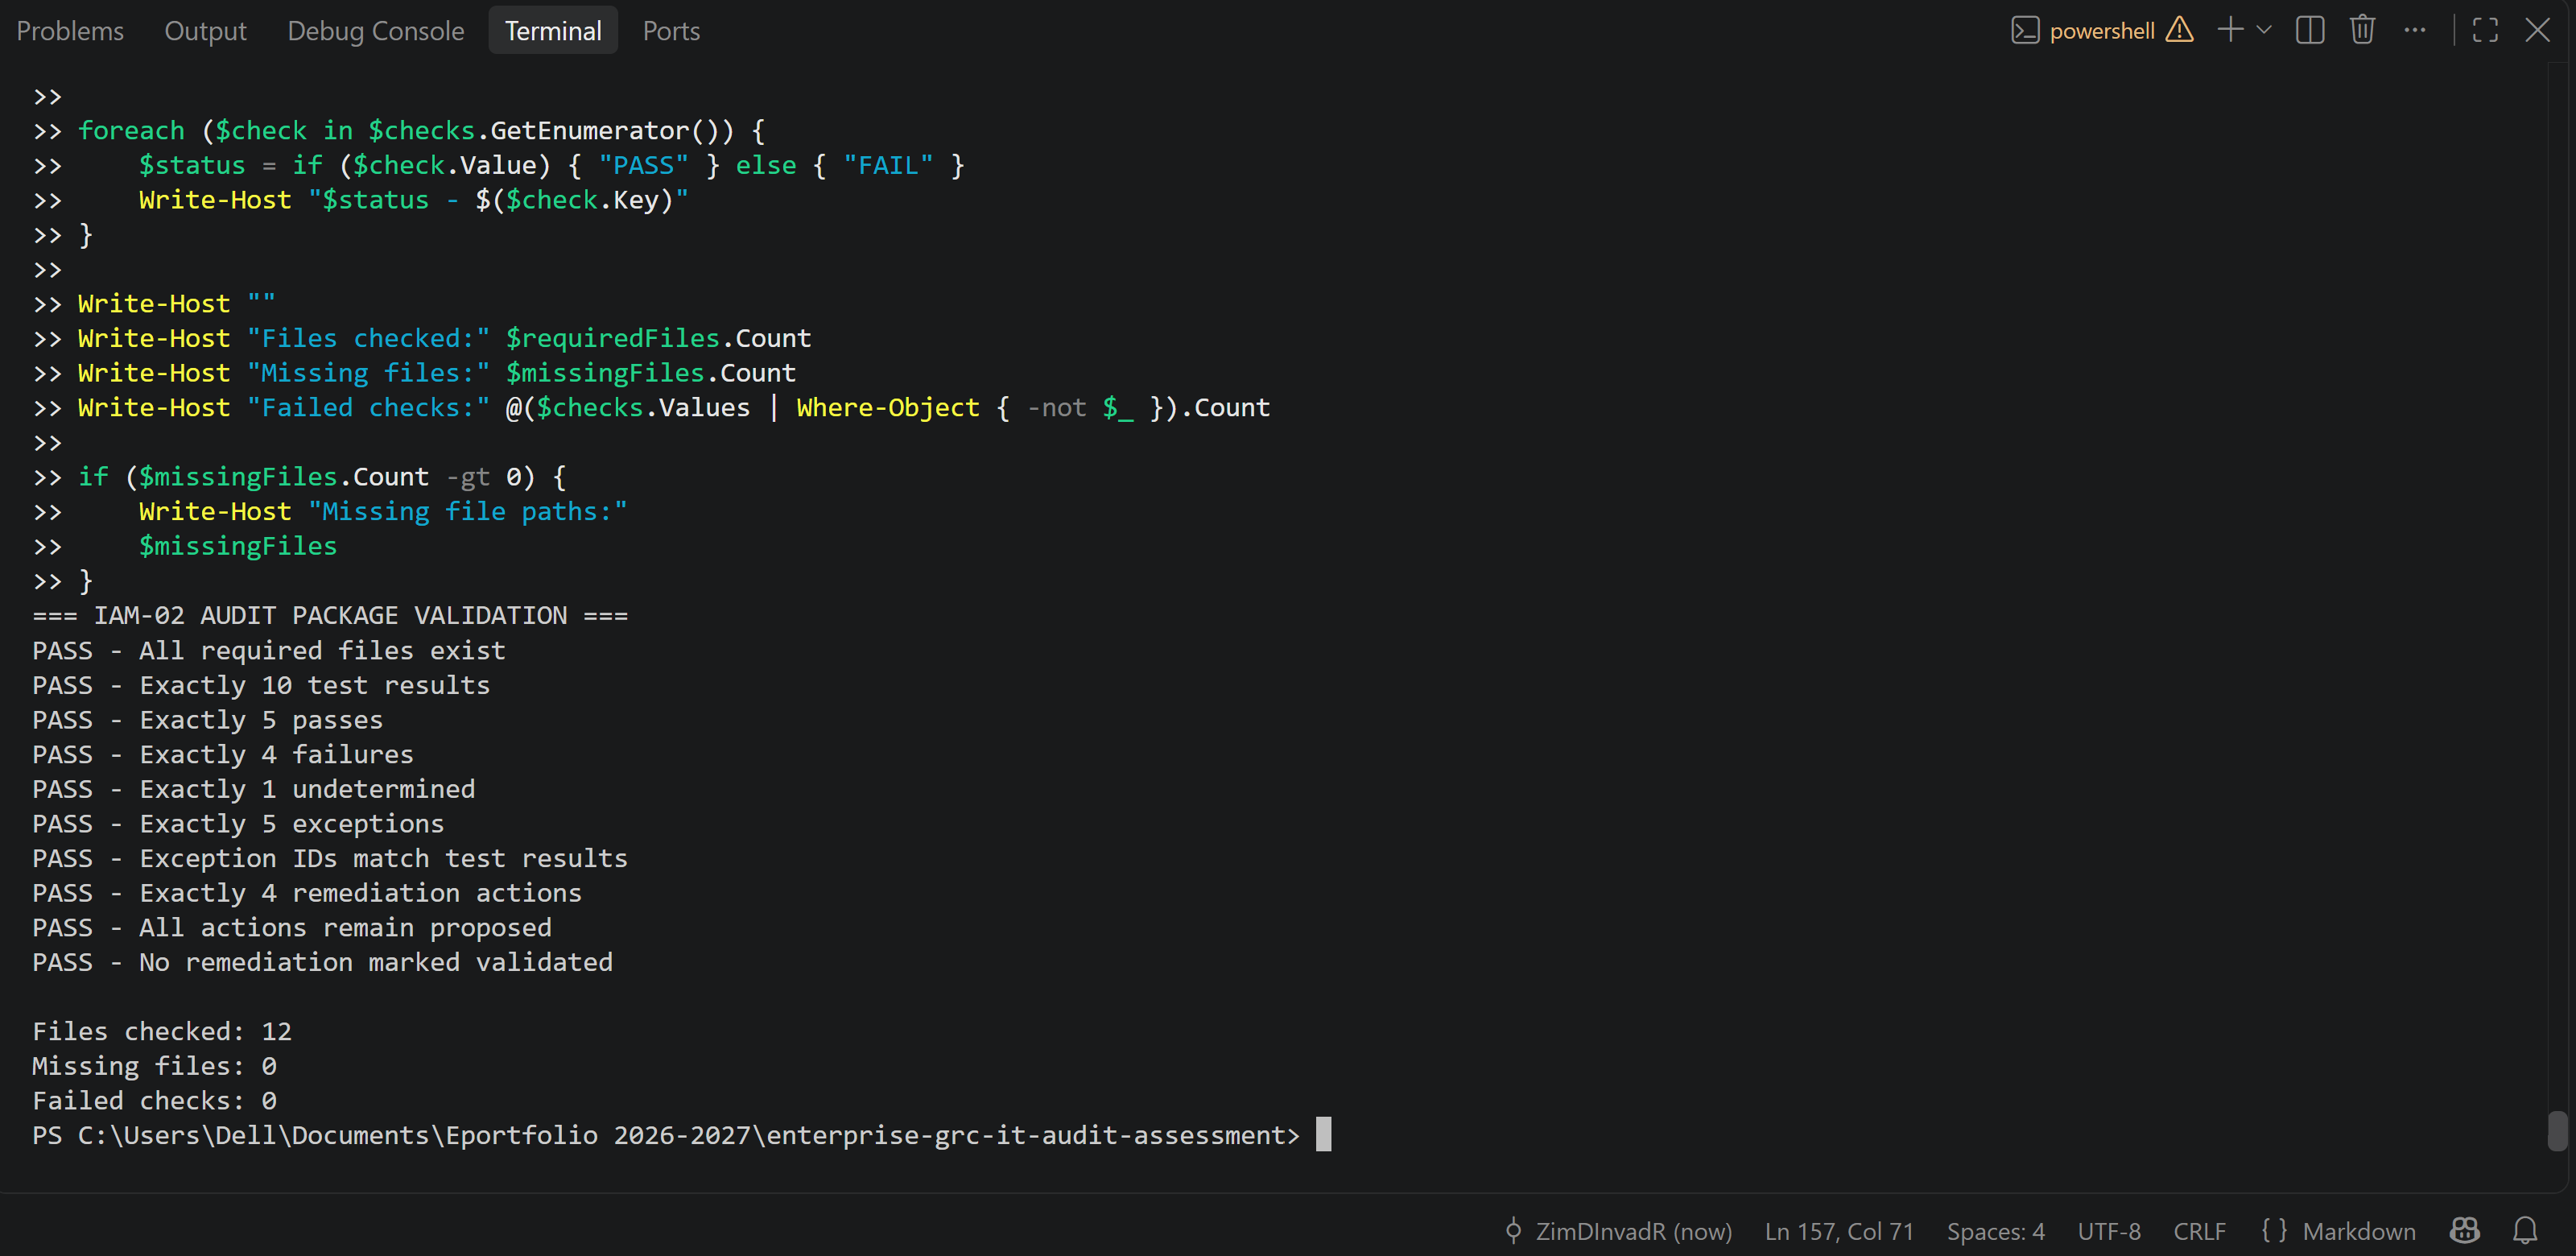 Problems Output Debug Console Terminal Ports powershell
>>
>> foreach ($check in $checks.GetEnumerator()) {
>>     $status = if ($check.Value) { "PASS" } else { "FAIL" }
>>     Write-Host "$status - $($check.Key)"
>> }
>>
>> Write-Host ""
>> Write-Host "Files checked:" $requiredFiles.Count
>> Write-Host "Missing files:" $missingFiles.Count
>> Write-Host "Failed checks:" @($checks.Values | Where-Object { -not $_ }).Count
>>
>> if ($missingFiles.Count -gt 0) {
>>     Write-Host "Missing file paths:"
>>     $missingFiles
>> }
=== IAM-02 AUDIT PACKAGE VALIDATION ===
PASS - All required files exist
PASS - Exactly 10 test results
PASS - Exactly 5 passes
PASS - Exactly 4 failures
PASS - Exactly 1 undetermined
PASS - Exactly 5 exceptions
PASS - Exception IDs match test results
PASS - Exactly 4 remediation actions
PASS - All actions remain proposed
PASS - No remediation marked validated

Files checked: 12
Missing files: 0
Failed checks: 0
PS C:\Users\Dell\Documents\Eportfolio 2026-2027\enterprise-grc-it-audit-assessment>
ZimDInvadR (now) Ln 157, Col 71 Spaces: 4 UTF-8 CRLF {} Markdown